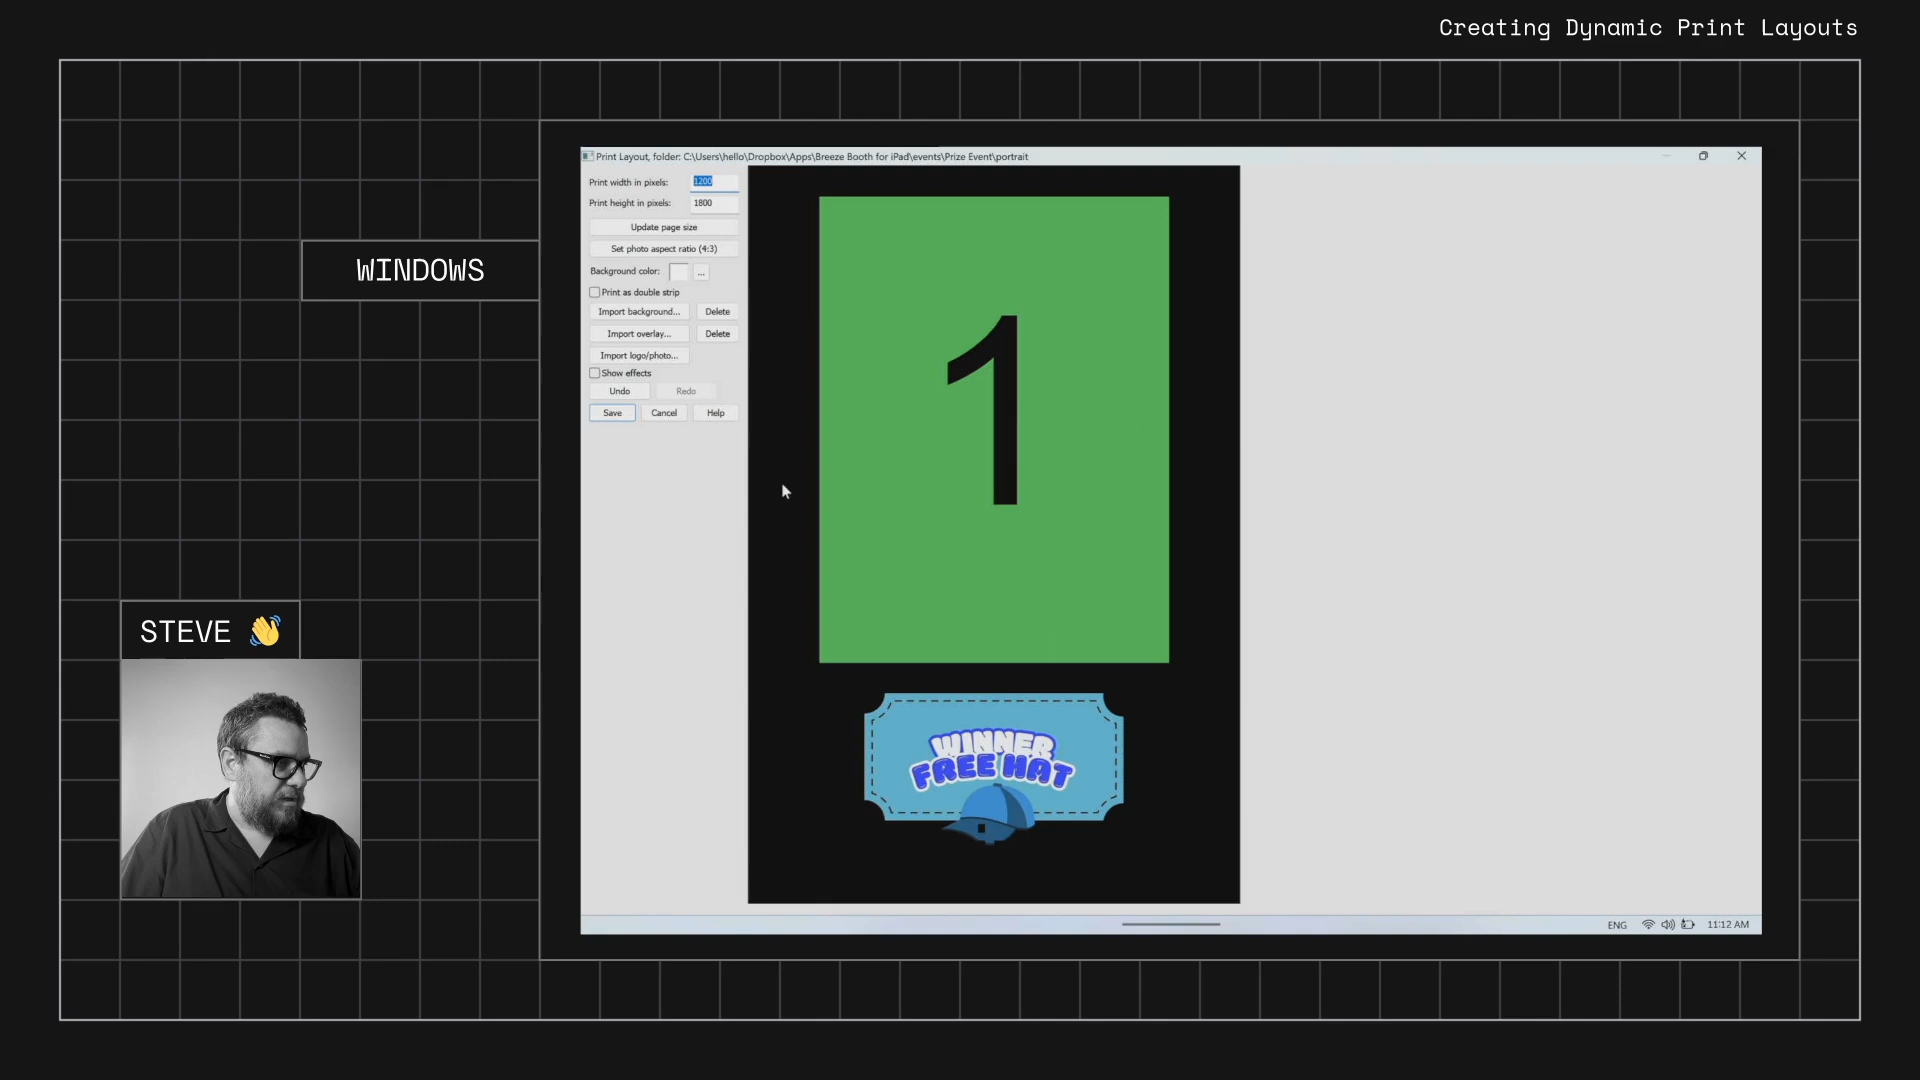 Creating Dynamic Print Layouts
Print Layout, folder: C:\Users\hello\Dropbox\Apps\Breeze Booth for iPad\events\Prize Event\portrait
Print width in pixels: 1200
Print height in pixels: 1800
Update page size
Set photo aspect ratio (4:3)
Background color: ...
Print as double strip
Import background... Delete
Import overlay... Delete
Import logo/photo...
Show effects
Undo Redo
Save Cancel Help
1
WINDOWS
STEVE 👋
WINNER
FREE HAT
ENG 11:12 AM